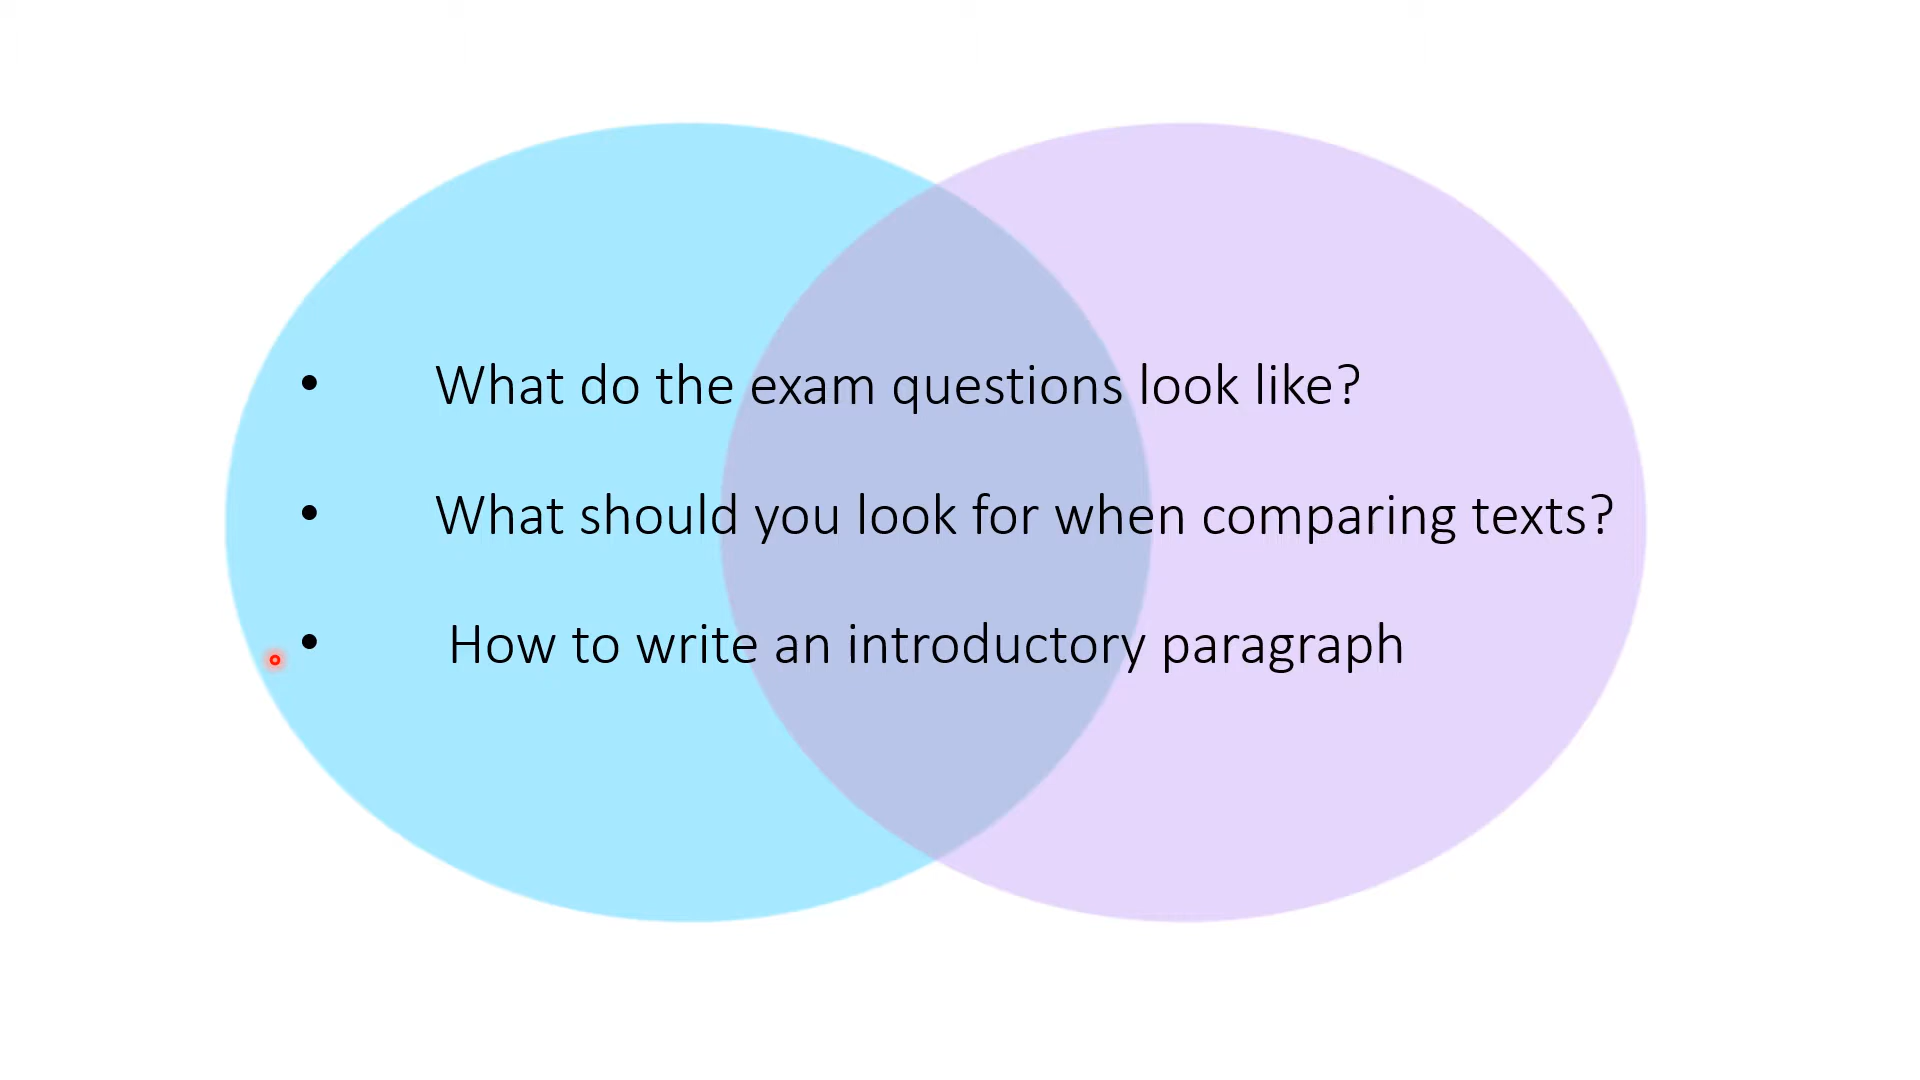 • What do the exam questions look like?
• What should you look for when comparing texts?
• How to write an introductory paragraph